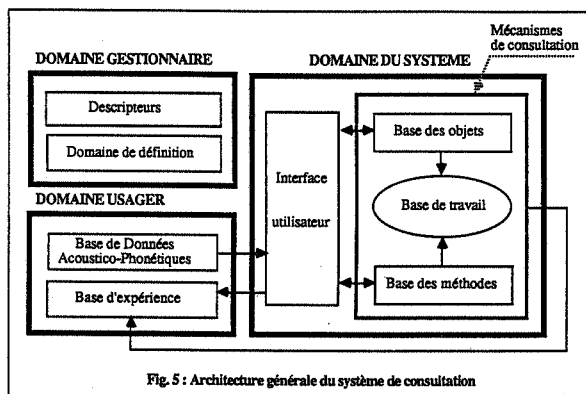 Mécanismes
de consultation
DOMAINE GESTIONNAIRE
DOMAINE DU SYSTEME
Descripteurs
Domaine de définition
Interface
utilisateur
Base des objets
Base de travail
Base des méthodes
DOMAINE USAGER
Base de Données
Acoustico-Phonétiques
Base d'expérience
Fig. 5 : Architecture générale du système de consultation